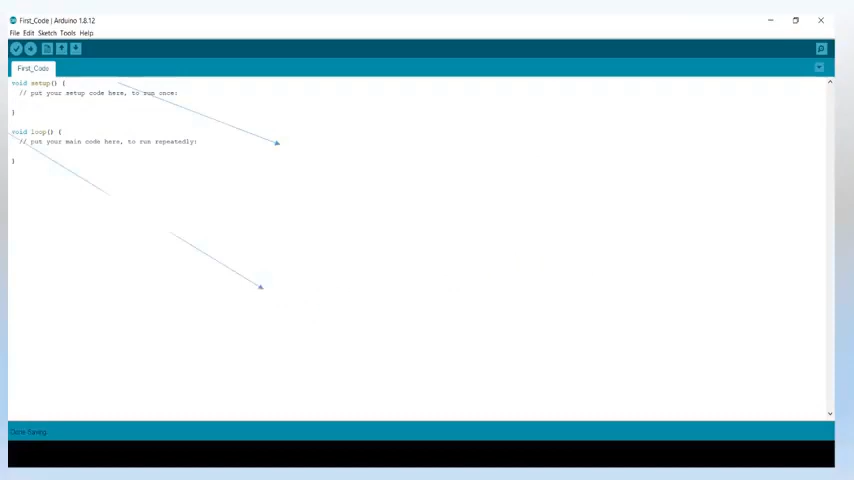 First_Code | Arduino 1.8.12
File Edit Sketch Tools Help
First_Code
void setup() {
// put your setup code here, to run once:
}
void loop() {
// put your main code here, to run repeatedly:
}
Done Saving.